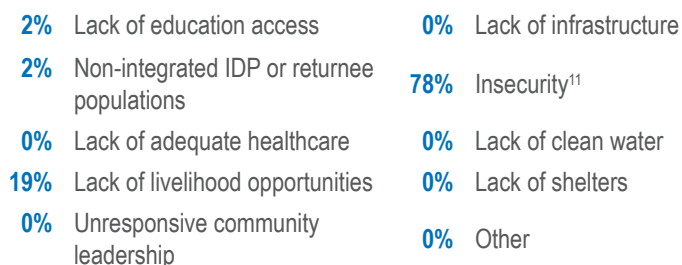 2% Lack of education access
2% Non-integrated IDP or returnee
populations
0% Lack of adequate healthcare
19% Lack of livelihood opportunities
0% Unresponsive community
leadership
0% Lack of infrastructure
78% Insecurity¹¹
0% Lack of clean water
0% Lack of shelters
0% Other